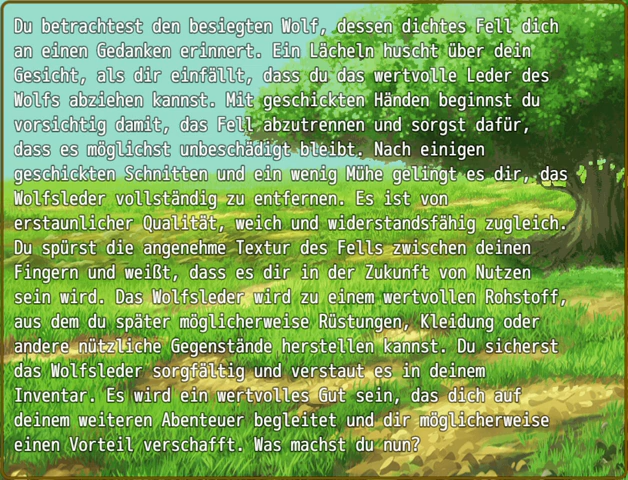 Du betrachtest den besiegten Wolf, dessen dichtes Fell dich
an einen Gedanken erinnert. Ein Lächeln huscht über dein
Gesicht, als dir einfällt, dass du das wertvolle Leder des
Wolfs abziehen kannst. Mit geschickten Händen beginnst du
vorsichtig damit, das Fell abzutrennen und sorgst dafür,
dass es möglichst unbeschädigt bleibt. Nach einigen
geschickten Schnitten und ein wenig Mühe gelingt es dir, das
Wolfsleder vollständig zu entfernen. Es ist von
erstaunlicher Qualität, weich und widerstandsfähig zugleich.
Du spürst die angenehme Textur des Fells zwischen deinen
Fingern und weißt, dass es dir in der Zukunft von Nutzen
sein wird. Das Wolfsleder wird zu einem wertvollen Rohstoff,
aus dem du später möglicherweise Rüstungen, Kleidung oder
andere nützliche Gegenstände herstellen kannst. Du sicherst
das Wolfsleder sorgfältig und verstaut es in deinem
Inventar. Es wird ein wertvolles Gut sein, das dich auf
deinem weiteren Abenteuer begleitet und dir möglicherweise
einen Vorteil verschafft. Was machst du nun?